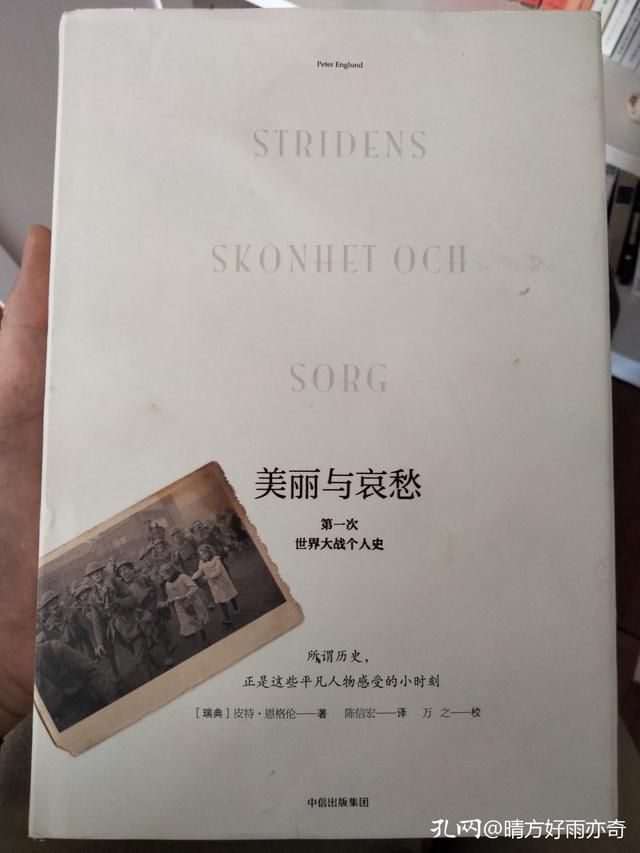 Peter Englund
STRIDENS
SKONHET OCH
SORG
美丽与哀愁
第一次
世界大战个人史
所谓历史，
正是这些平凡人物感受的小时刻
［瑞典］皮特·恩格伦——著 陈信宏——译 万 之——校
中信出版集团
孔网@晴方好雨亦奇